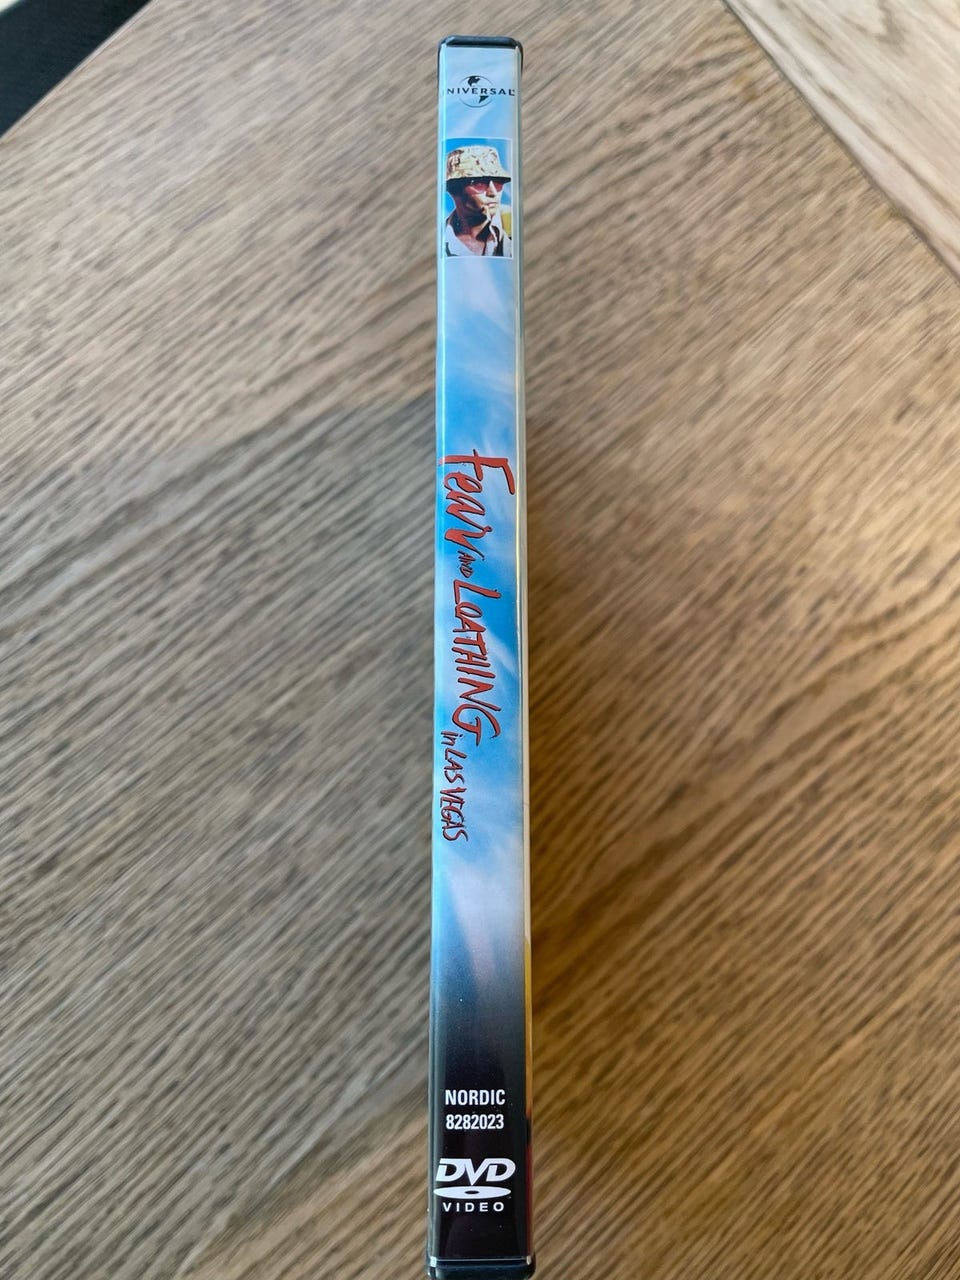 UNIVERSAL
Fear AND LOATHING in LAS VEGAS
NORDIC
8282023
DVD
VIDEO